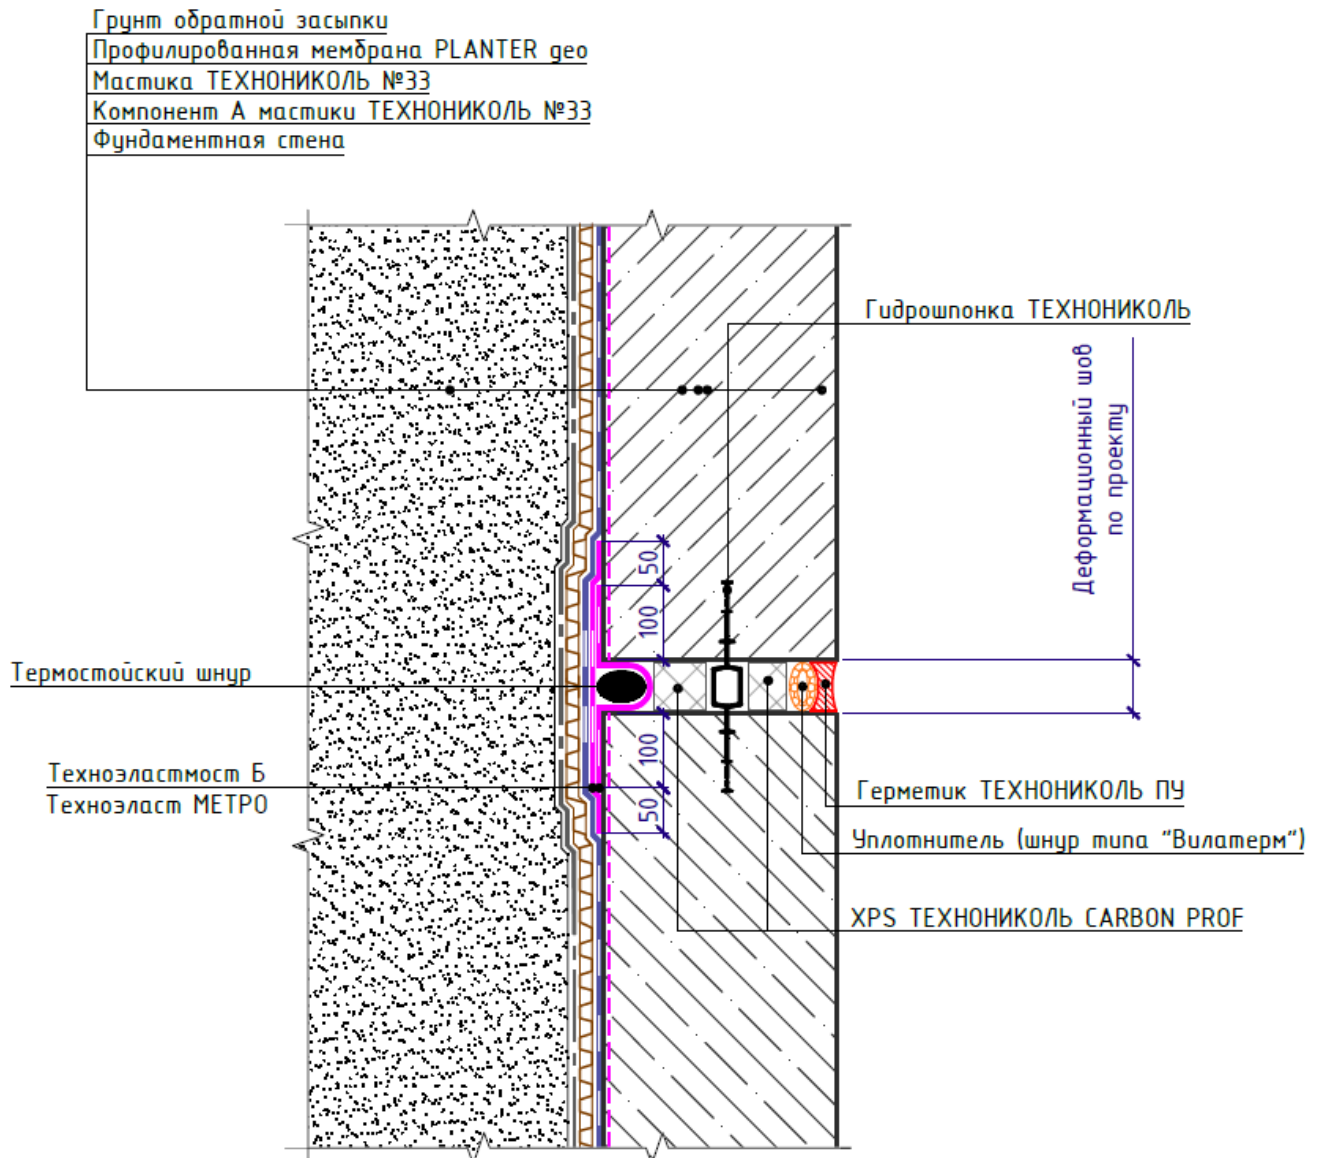 Грунт обратной засыпки
Профилированная мембрана PLANTER geo
Мастика ТЕХНОНИКОЛЬ №33
Компонент А мастики ТЕХНОНИКОЛЬ №33
Фундаментная стена
Гидрошпонка ТЕХНОНИКОЛЬ
Деформационный шов
по проекту
50
100
Термостойский шнур
100
50
Техноэластмост Б
Техноэласт МЕТРО
Герметик ТЕХНОНИКОЛЬ ПУ
Уплотнитель (шнур типа "Вилатерм")
XPS ТЕХНОНИКОЛЬ CARBON PROF